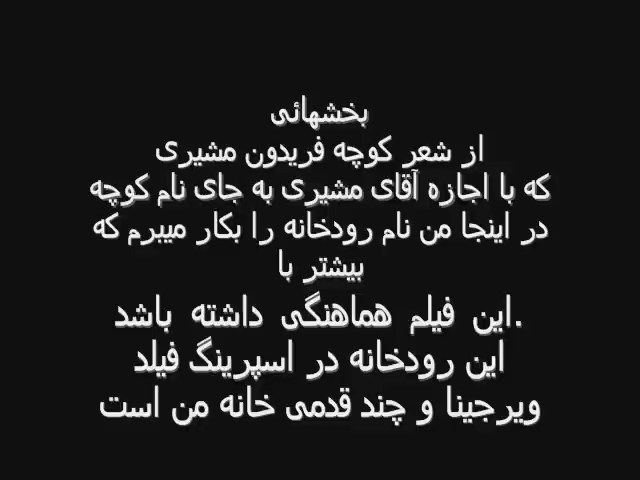 بخشهائی
از شعر کوچه فریدون مشیری
که با اجازه آقای مشیری به جای نام کوچه
در اینجا من نام رودخانه را بکار میبرم که
بیشتر با
این فیلم هماهنگی داشته باشد.
این رودخانه در اسپرینگ فیلد
ویرجینا و چند قدمی خانه من است